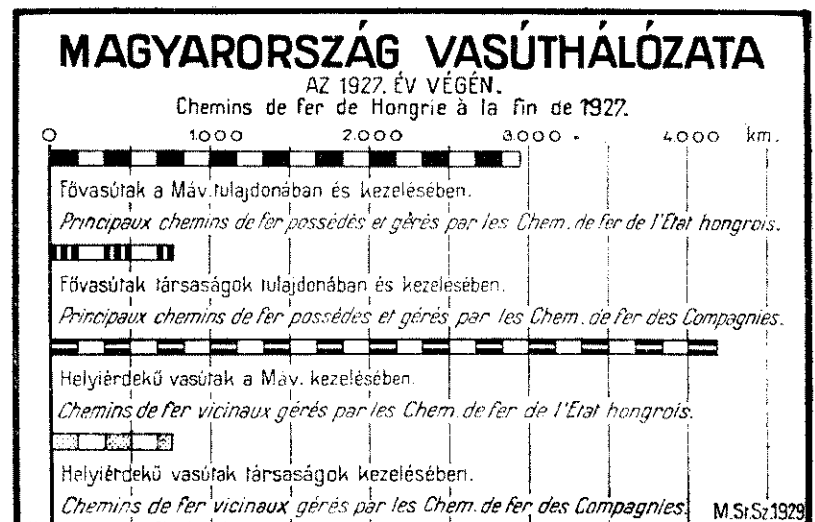 MAGYARORSZÁG VASÚTHÁLÓZATA
AZ 1927. ÉV VÉGÉN.
Chemins de fer de Hongrie à la fin de 1927.
0 1.000 2.000 3.000 4.000 km.
Fővasútak a Máv. tulajdonában és kezelésében.
Principaux chemins de fer possédés et gérés par les Chem. de fer de l'Etat hongrois.
Fővasútak társaságok tulajdonában és kezelésében.
Principaux chemins de fer possédés et gérés par les Chem. de fer des Compagnies.
Helyiérdekű vasútak a Máv. kezelésében.
Chemins de fer vicinaux gérés par les Chem. de fer de l'Etat hongrois.
Helyiérdekű vasútak társaságok kezelésében.
Chemins de fer vicinaux gérés par les Chem. de fer des Compagnies.
M.St.Sz.1929